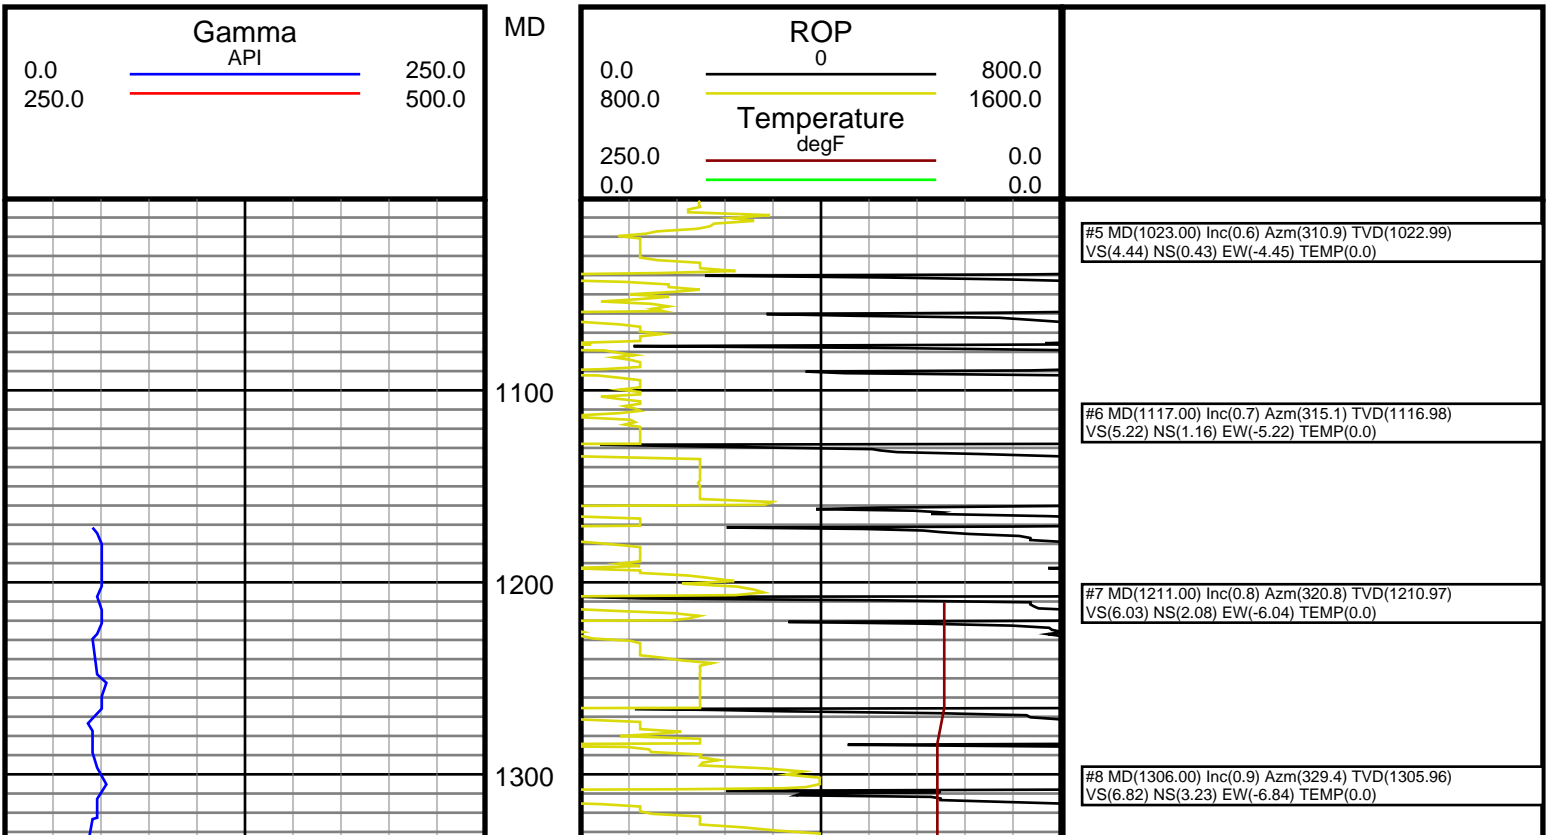 Gamma
API
0.0 250.0
250.0 500.0
MD
ROP
0
0.0 800.0
800.0 1600.0
Temperature
degF
250.0 0.0
0.0 0.0
#5 MD(1023.00) Inc(0.6) Azm(310.9) TVD(1022.99)
VS(4.44) NS(0.43) EW(-4.45) TEMP(0.0)
1100
#6 MD(1117.00) Inc(0.7) Azm(315.1) TVD(1116.98)
VS(5.22) NS(1.16) EW(-5.22) TEMP(0.0)
1200
#7 MD(1211.00) Inc(0.8) Azm(320.8) TVD(1210.97)
VS(6.03) NS(2.08) EW(-6.04) TEMP(0.0)
1300
#8 MD(1306.00) Inc(0.9) Azm(329.4) TVD(1305.96)
VS(6.82) NS(3.23) EW(-6.84) TEMP(0.0)